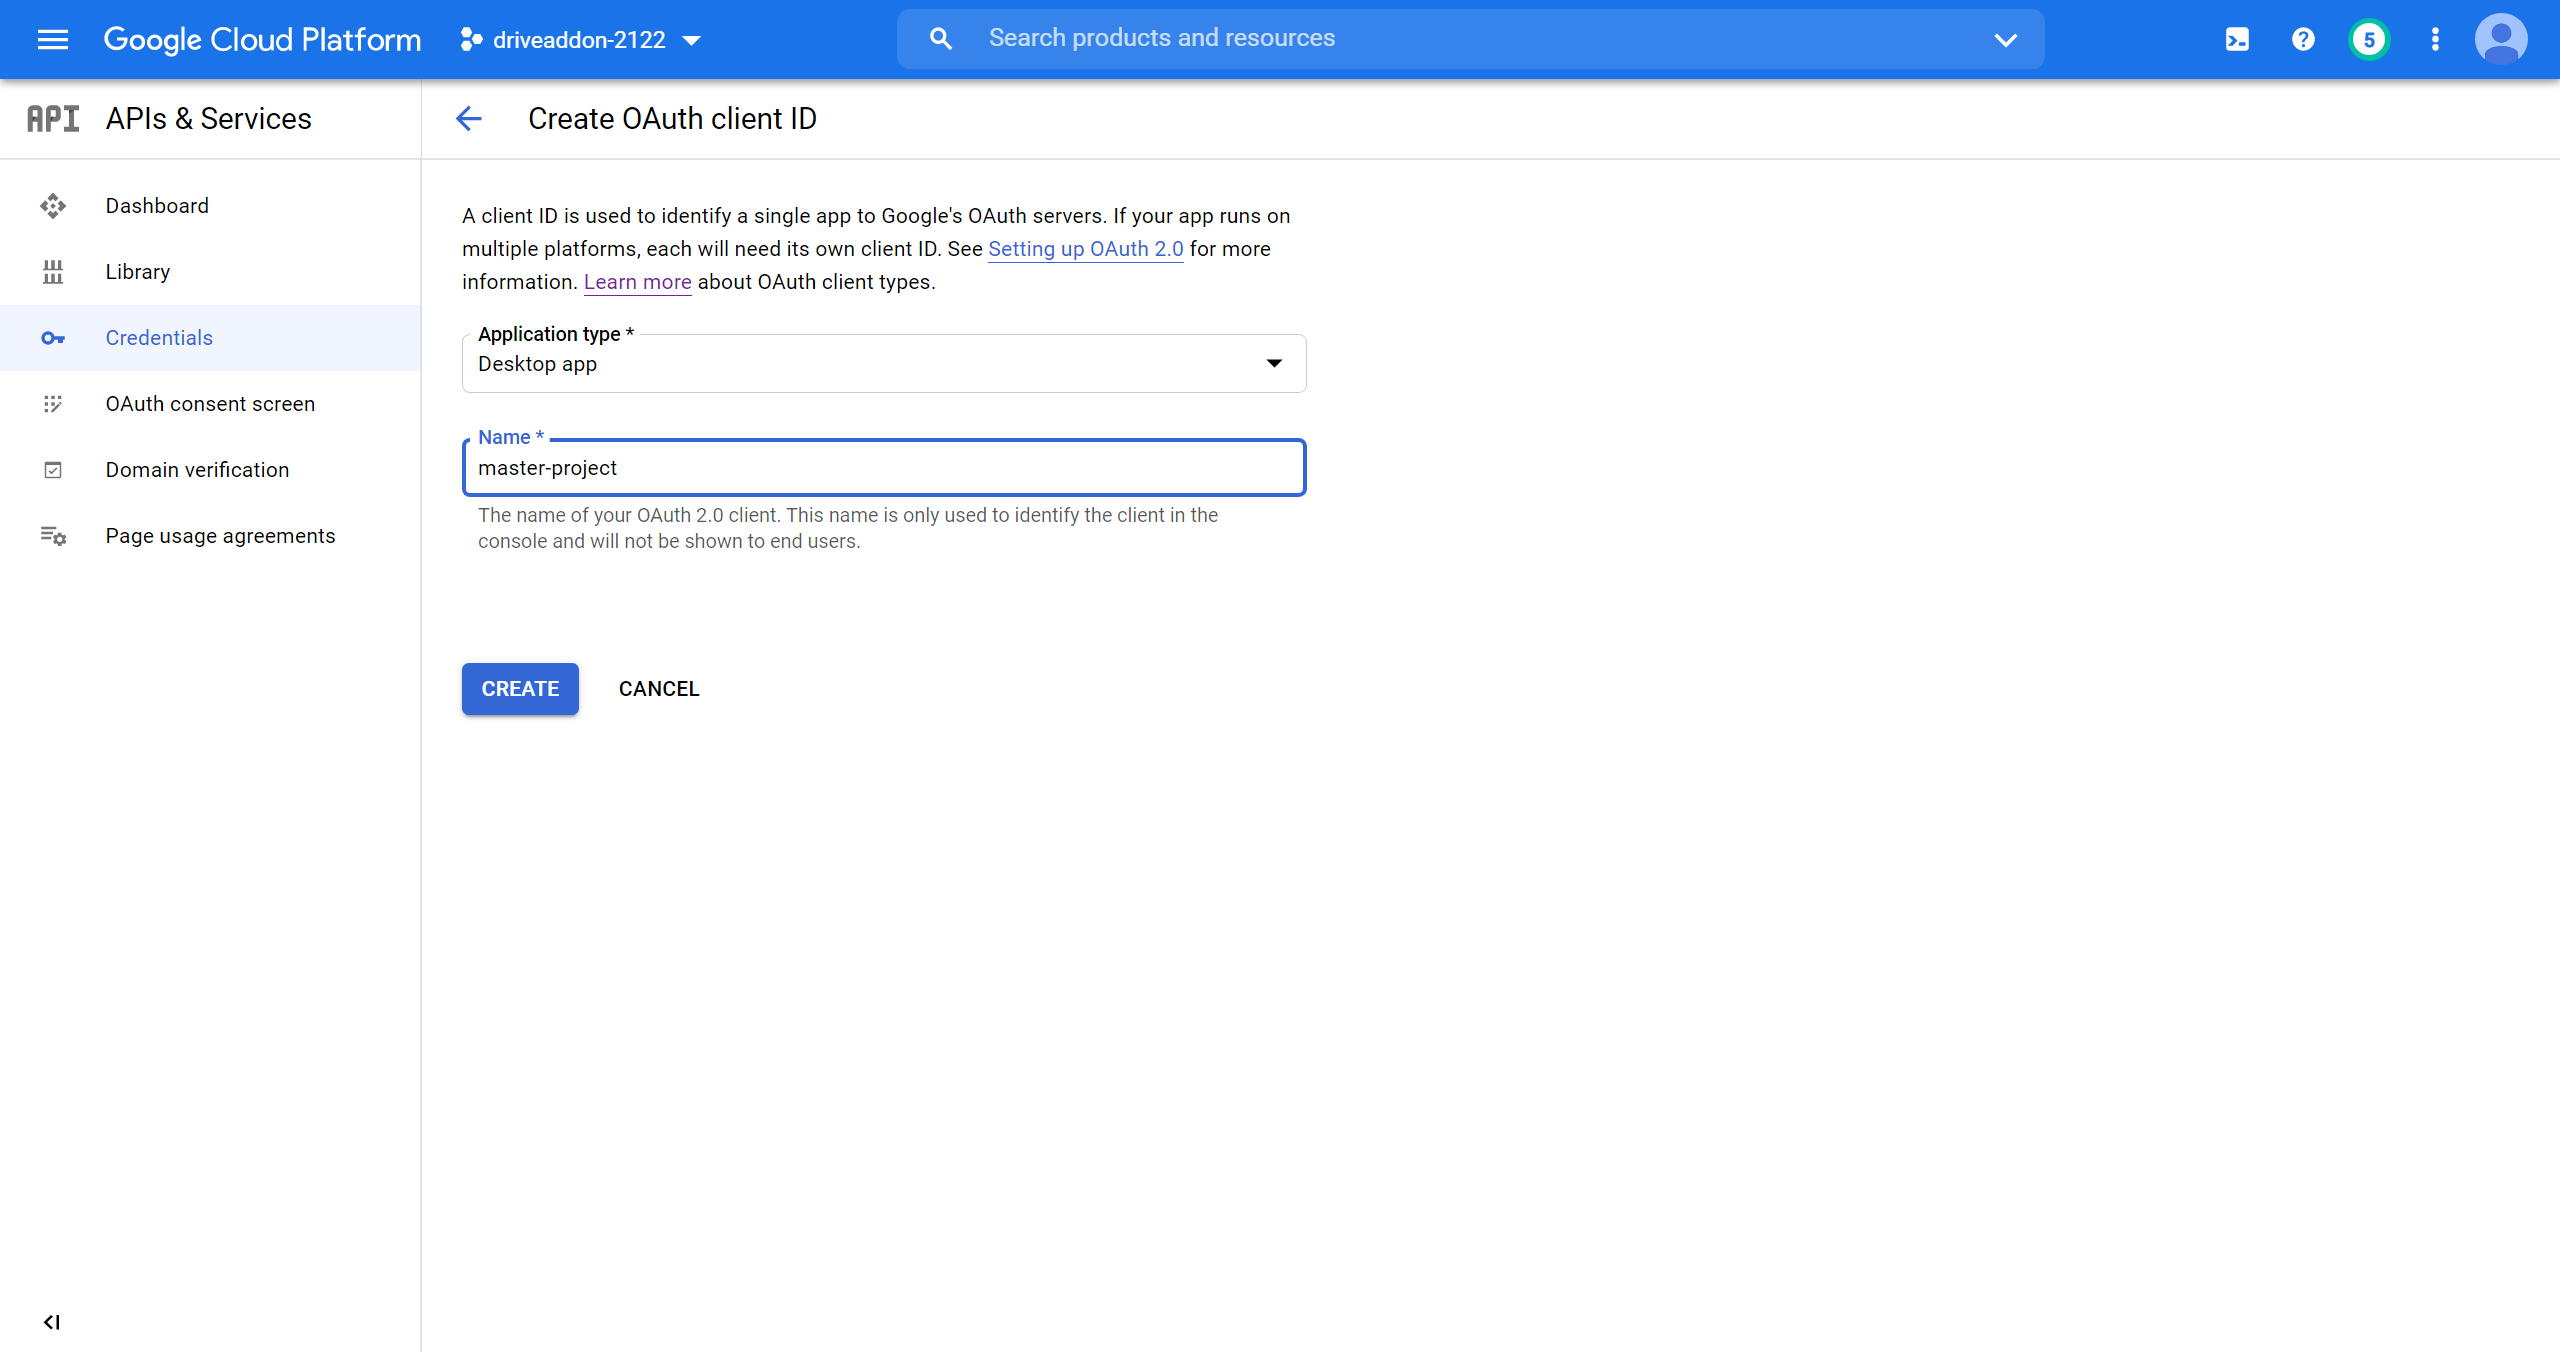 Google Cloud Platform
driveaddon-2122
Search products and resources
5
API
APIs & Services
Create OAuth client ID
Dashboard
Library
Credentials
OAuth consent screen
Domain verification
Page usage agreements
A client ID is used to identify a single app to Google's OAuth servers. If your app runs on
multiple platforms, each will need its own client ID. See Setting up OAuth 2.0 for more
information. Learn more about OAuth client types.
Application type *
Desktop app
Name *
master-project
The name of your OAuth 2.0 client. This name is only used to identify the client in the
console and will not be shown to end users.
CREATE
CANCEL